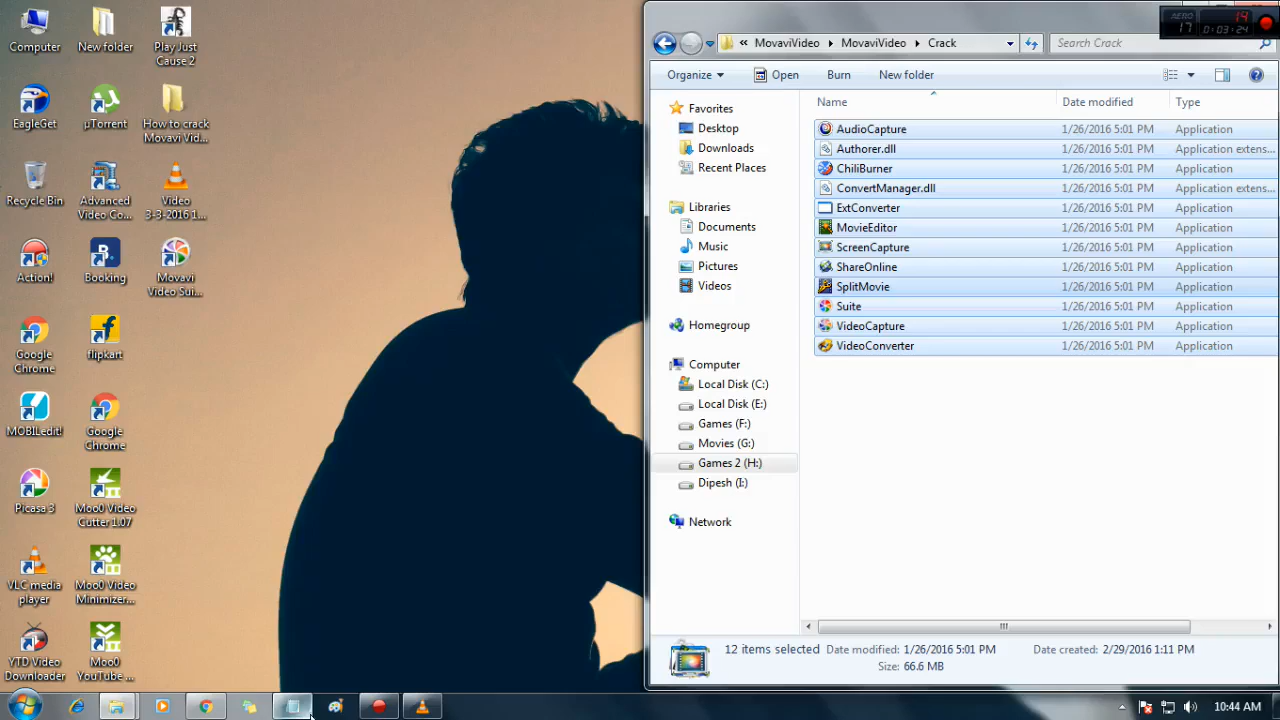 Computer
New folder
Play Just
Cause 2
EagleGet
µTorrent
How to crack
Movavi Vid...
Recycle Bin
Advanced
Video Co...
Video
3-3-2016 1...
Action!
Booking
Movavi
Video Sui...
Google
Chrome
flipkart
MOBILedit!
Google
Chrome
Picasa 3
Moo0 Video
Cutter 1.07
VLC media
player
Moo0 Video
Minimizer...
YTD Video
Downloader
Moo0
YouTube ...
AERO
17
14
0:03:24
« MovaviVideo MovaviVideo Crack
Search Crack
Organize Open Burn New folder
Favorites
Desktop
Downloads
Recent Places
Libraries
Documents
Music
Pictures
Videos
Homegroup
Computer
Local Disk (C:)
Local Disk (E:)
Games (F:)
Movies (G:)
Games 2 (H:)
Dipesh (I:)
Network
Name Date modified Type
AudioCapture 1/26/2016 5:01 PM Application
Authorer.dll 1/26/2016 5:01 PM Application extens...
ChiliBurner 1/26/2016 5:01 PM Application
ConvertManager.dll 1/26/2016 5:01 PM Application extens...
ExtConverter 1/26/2016 5:01 PM Application
MovieEditor 1/26/2016 5:01 PM Application
ScreenCapture 1/26/2016 5:01 PM Application
ShareOnline 1/26/2016 5:01 PM Application
SplitMovie 1/26/2016 5:01 PM Application
Suite 1/26/2016 5:01 PM Application
VideoCapture 1/26/2016 5:01 PM Application
VideoConverter 1/26/2016 5:01 PM Application
12 items selected Date modified: 1/26/2016 5:01 PM Date created: 2/29/2016 1:11 PM
Size: 66.6 MB
10:44 AM